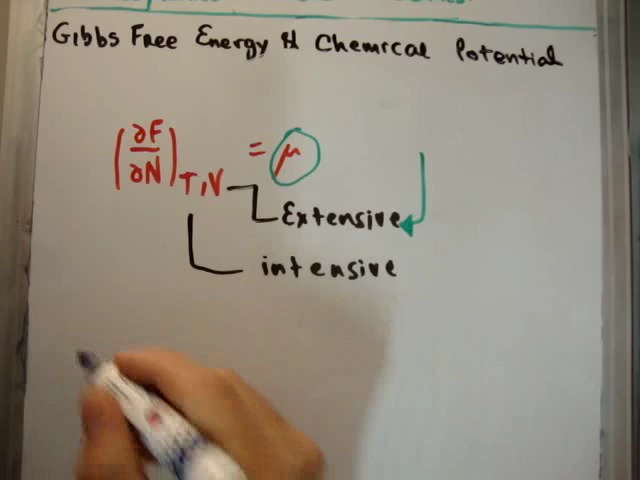 Gibbs Free Energy & Chemical Potential
(∂F/∂N)T,V = μ
Extensive
intensive